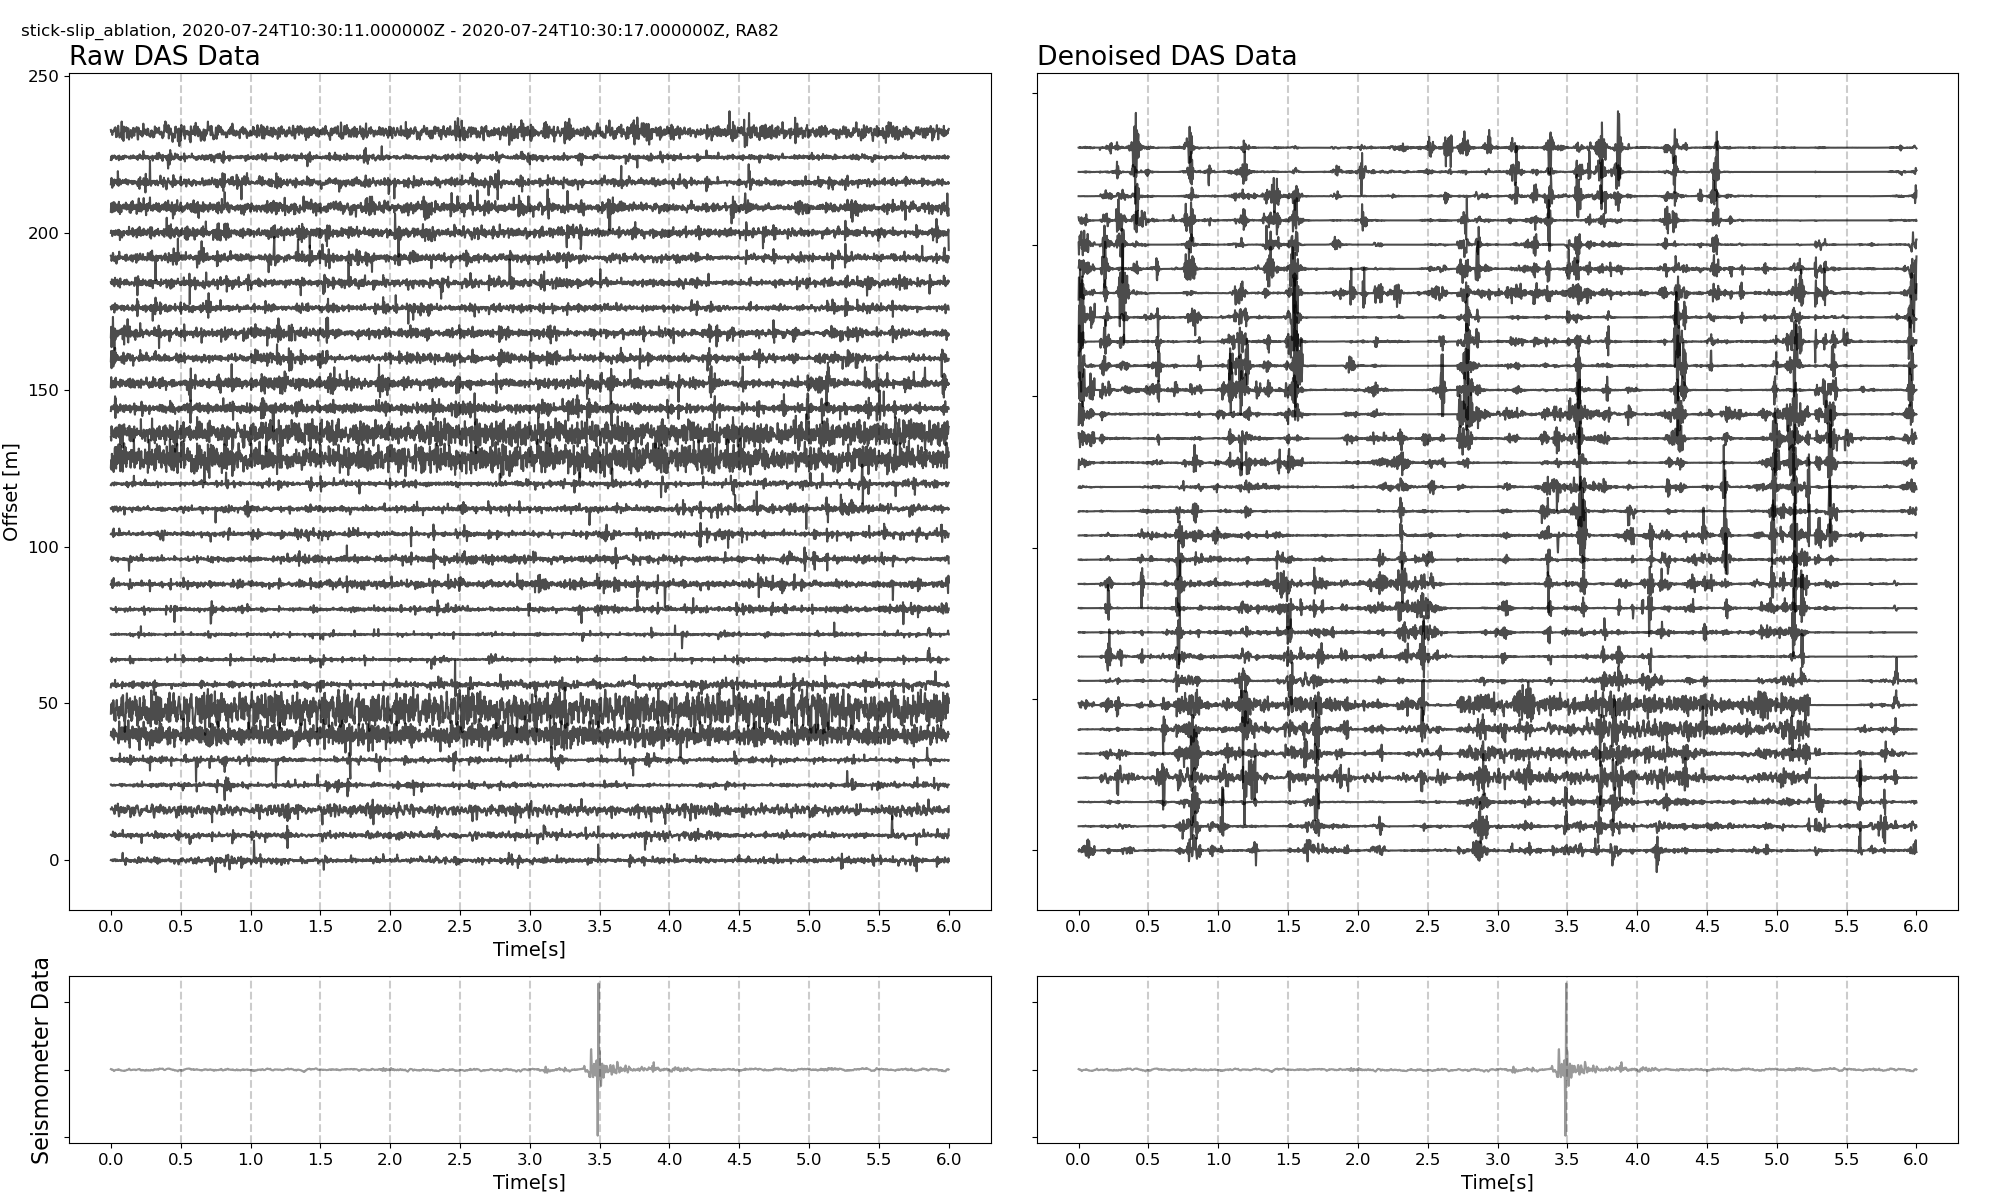 stick-slip_ablation, 2020-07-24T10:30:11.000000Z - 2020-07-24T10:30:17.000000Z, RA82
Raw DAS Data
Denoised DAS Data
Offset [m]
250
200
150
100
50
0
0.0 0.5 1.0 1.5 2.0 2.5 3.0 3.5 4.0 4.5 5.0 5.5 6.0
Time[s]
0.0 0.5 1.0 1.5 2.0 2.5 3.0 3.5 4.0 4.5 5.0 5.5 6.0
Seismometer Data
0.0 0.5 1.0 1.5 2.0 2.5 3.0 3.5 4.0 4.5 5.0 5.5 6.0
Time[s]
0.0 0.5 1.0 1.5 2.0 2.5 3.0 3.5 4.0 4.5 5.0 5.5 6.0
Time[s]